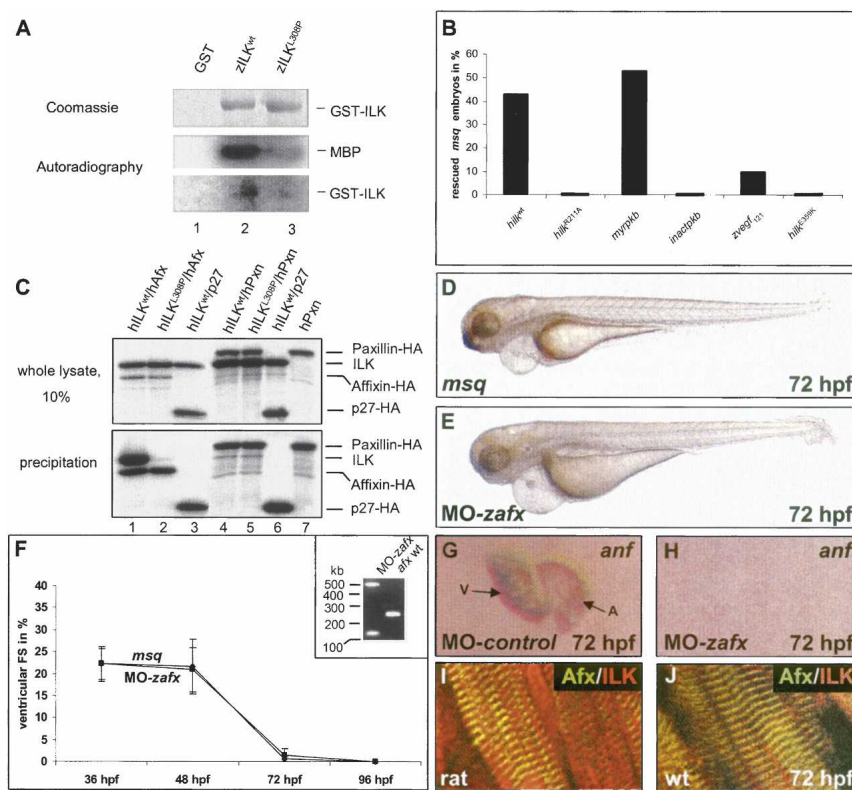 A
GST
zILKwt
zILKL308P
Coomassie
GST-ILK
Autoradiography
MBP
GST-ILK
1 2 3
B
rescued msq embryos in %
60
50
40
30
20
10
0
hilkwt
hilkR211A
myrpkb
inactpkb
zvegf121
hilkE359K
C
hILKwt/hAfx
hILKL308P/hAfx
hILKwt/p27
hILKwt/hPxn
hILKL308P/hPxn
hILKwt/p27
hPxn
whole lysate,
10%
Paxillin-HA
ILK
Affixin-HA
p27-HA
precipitation
Paxillin-HA
ILK
Affixin-HA
p27-HA
1 2 3 4 5 6 7
D
msq
72 hpf
E
MO-zafx
72 hpf
F
ventricular FS in %
40
35
30
25
20
15
10
5
0
msq
MO-zafx
36 hpf
48 hpf
72 hpf
96 hpf
MO-zafx
afx wt
kb
500
400
300
200
100
G
anf
V
A
MO-control
72 hpf
H
anf
MO-zafx
72 hpf
I
Afx/ILK
rat
J
Afx/ILK
wt
72 hpf